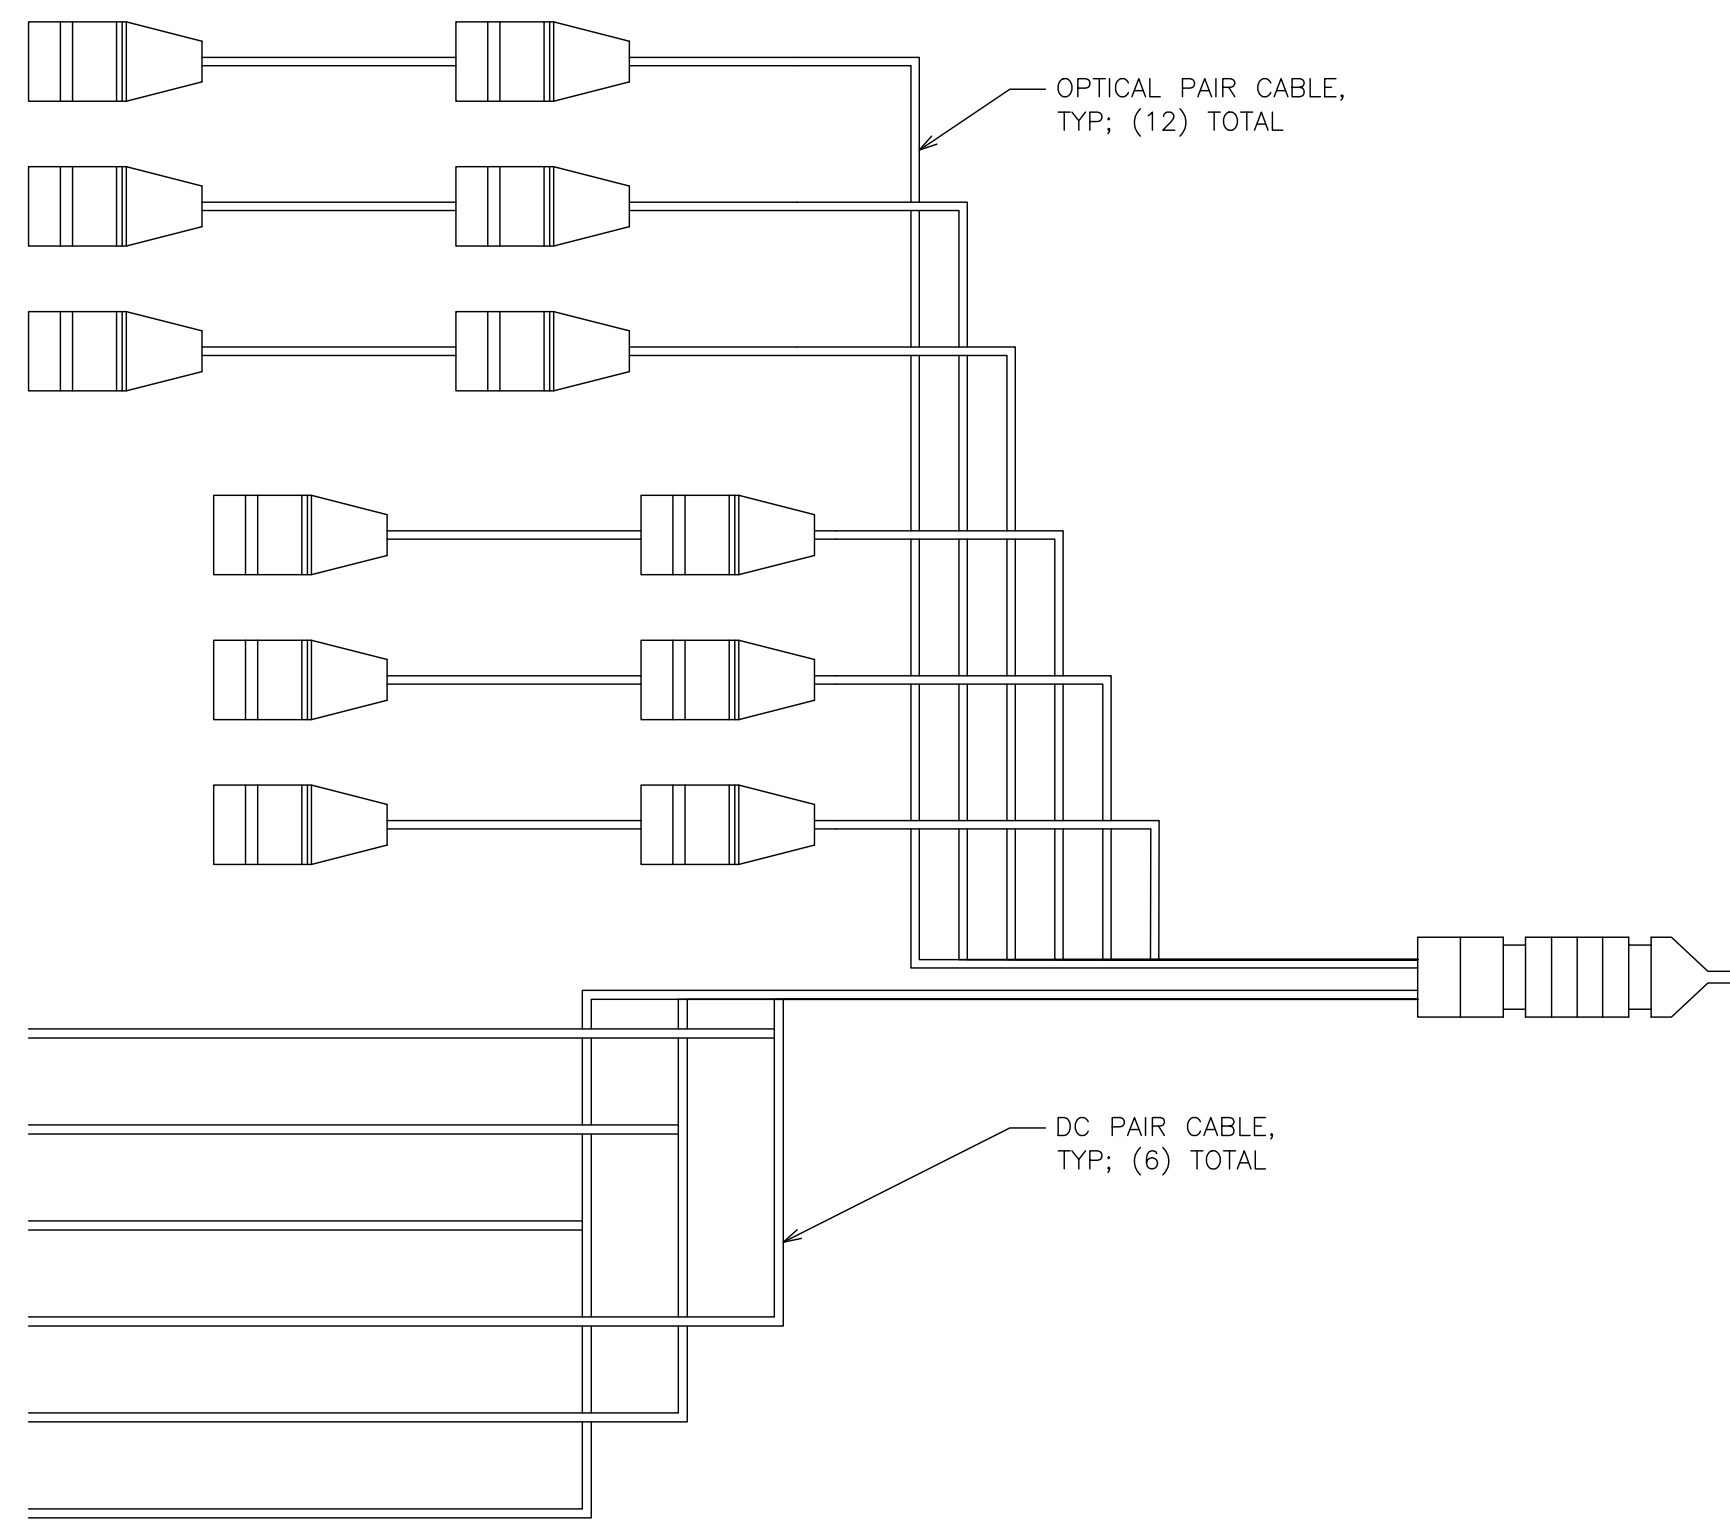 OPTICAL PAIR CABLE,
TYP; (12) TOTAL
DC PAIR CABLE,
TYP; (6) TOTAL